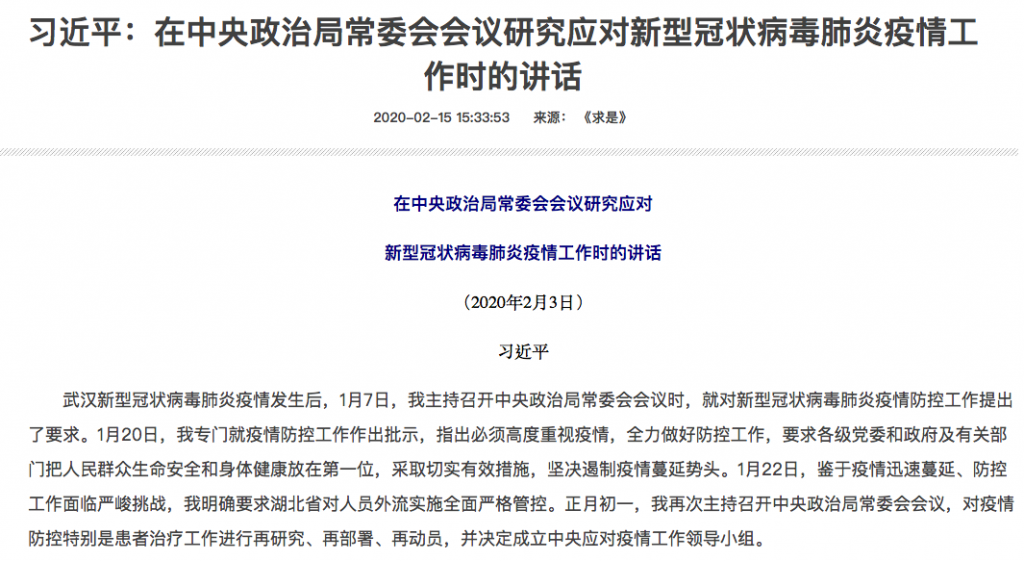 习近平：在中央政治局常委会会议研究应对新型冠状病毒肺炎疫情工
作时的讲话
2020-02-15 15:33:53 来源：《求是》
在中央政治局常委会会议研究应对
新型冠状病毒肺炎疫情工作时的讲话
（2020年2月3日）
习近平
武汉新型冠状病毒肺炎疫情发生后，1月7日，我主持召开中央政治局常委会会议时，就对新型冠状病毒肺炎疫情防控工作提出
了要求。1月20日，我专门就疫情防控工作作出批示，指出必须高度重视疫情，全力做好防控工作，要求各级党委和政府及有关部
门把人民群众生命安全和身体健康放在第一位，采取切实有效措施，坚决遏制疫情蔓延势头。1月22日，鉴于疫情迅速蔓延、防控
工作面临严峻挑战，我明确要求湖北省对人员外流实施全面严格管控。正月初一，我再次主持召开中央政治局常委会会议，对疫情
防控特别是患者治疗工作进行再研究、再部署、再动员，并决定成立中央应对疫情工作领导小组。